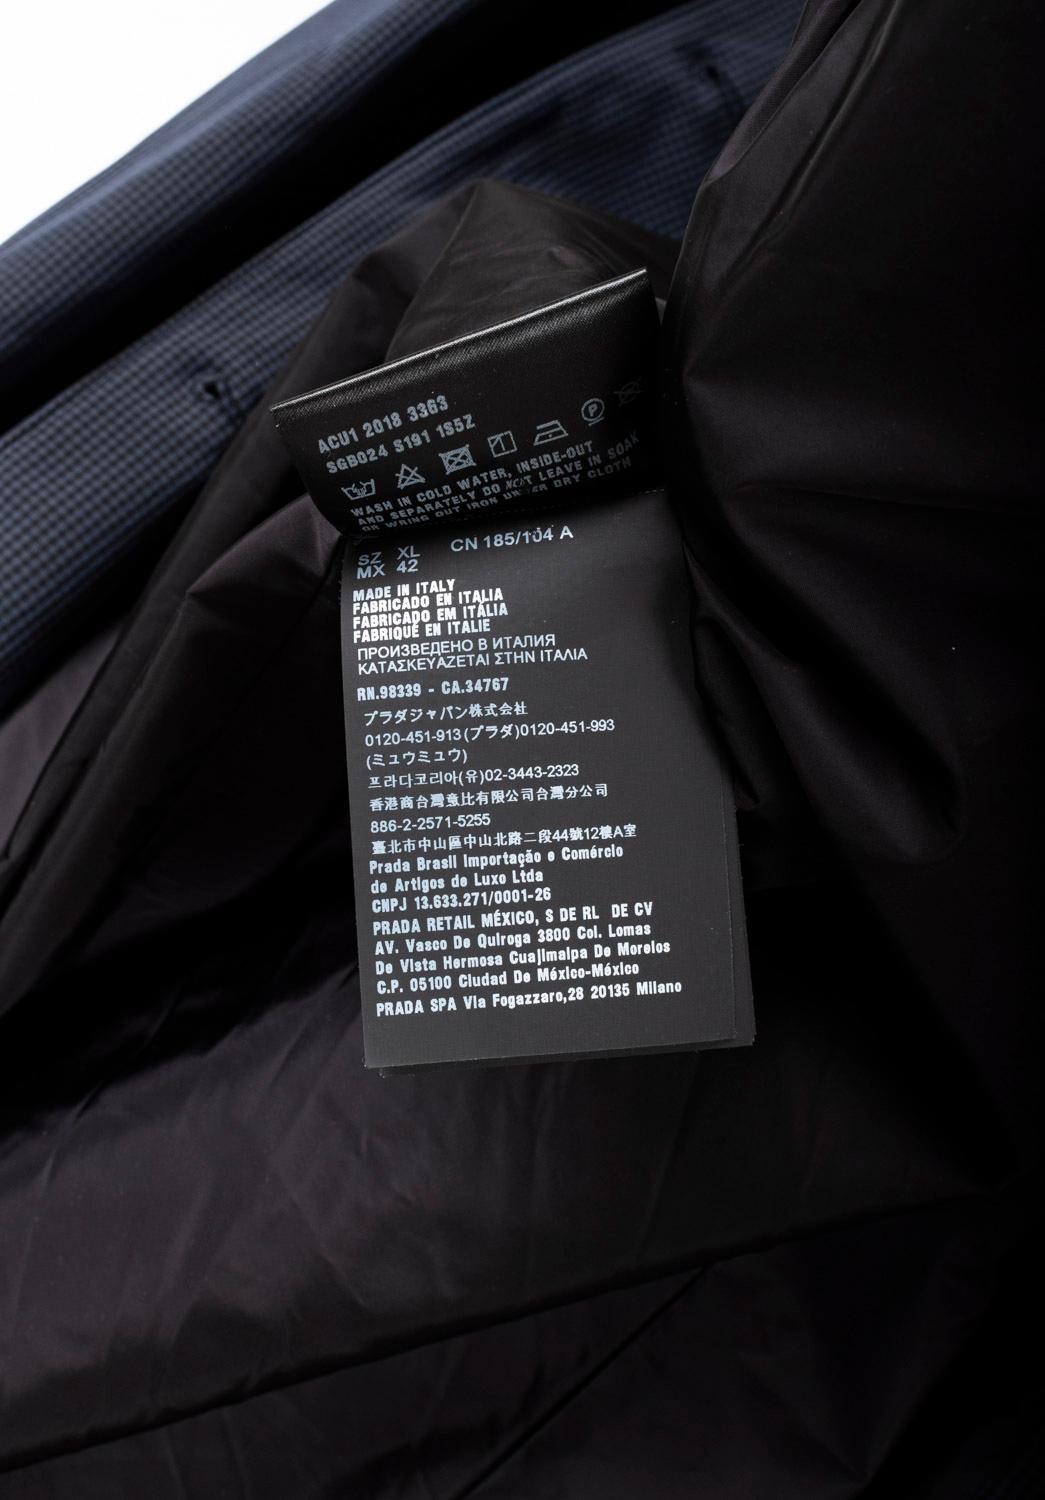 ACU1 2018 3363
SGB024 S191 1S5Z
P
WASH IN COLD WATER, INSIDE-OUT
AND SEPARATELY DO NOT LEAVE IN SOAK
OR WRING OUT IRON UNDER DRY CLOTH
SZ XL CN 185/104 A
MX 42
MADE IN ITALY
FABRICADO EN ITALIA
FABRICADO EM ITÁLIA
FABRIQUÉ EN ITALIE
ПРОИЗВЕДЕНО В ИТАЛИЯ
ΚΑΤΑΣΚΕΥΑΖΕΤΑΙ ΣΤΗΝ ΙΤΑΛΙΑ
RN.98339 - CA.34767
プラダジャパン株式会社
0120-451-913(プラダ)0120-451-993
(ミュウミュウ)
프라다코리아(유)02-3443-2323
香港商台灣意比有限公司台灣分公司
886-2-2571-5255
臺北市中山區中山北路二段44號12樓A室
Prada Brasil Importação e Comércio
de Artigos de Luxo Ltda
CNPJ 13.633.271/0001-26
PRADA RETAIL MÉXICO, S DE RL DE CV
AV. Vasco De Quiroga 3800 Col. Lomas
De Vista Hermosa Cuajimalpa De Morelos
C.P. 05100 Ciudad De México-México
PRADA SPA Via Fogazzaro,28 20135 Milano